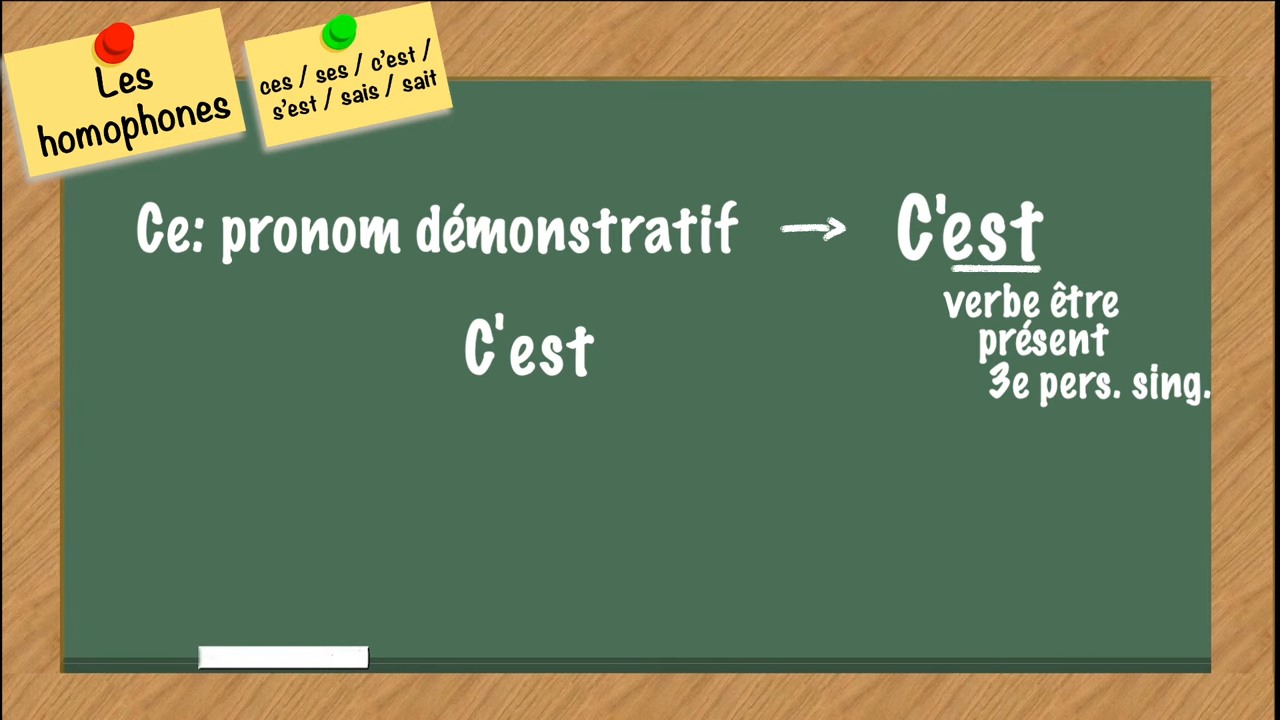 Les
homophones
ces / ses / c'est /
s'est / sais / sait
Ce: pronom démonstratif → C'est
verbe être
présent
3e pers. sing.
C'est